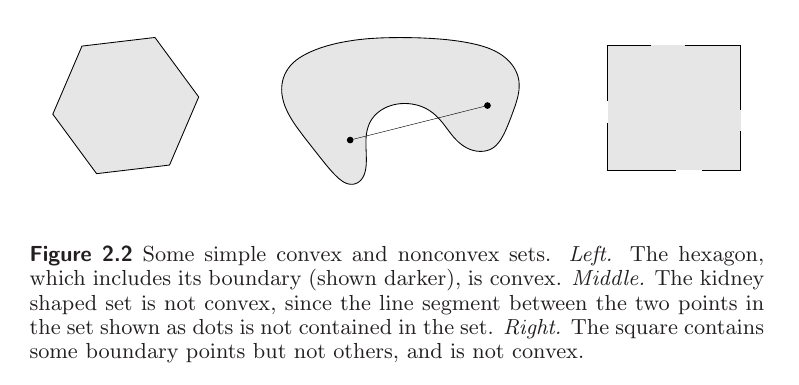 Figure 2.2 Some simple convex and nonconvex sets. Left. The hexagon,
which includes its boundary (shown darker), is convex. Middle. The kidney
shaped set is not convex, since the line segment between the two points in
the set shown as dots is not contained in the set. Right. The square contains
some boundary points but not others, and is not convex.